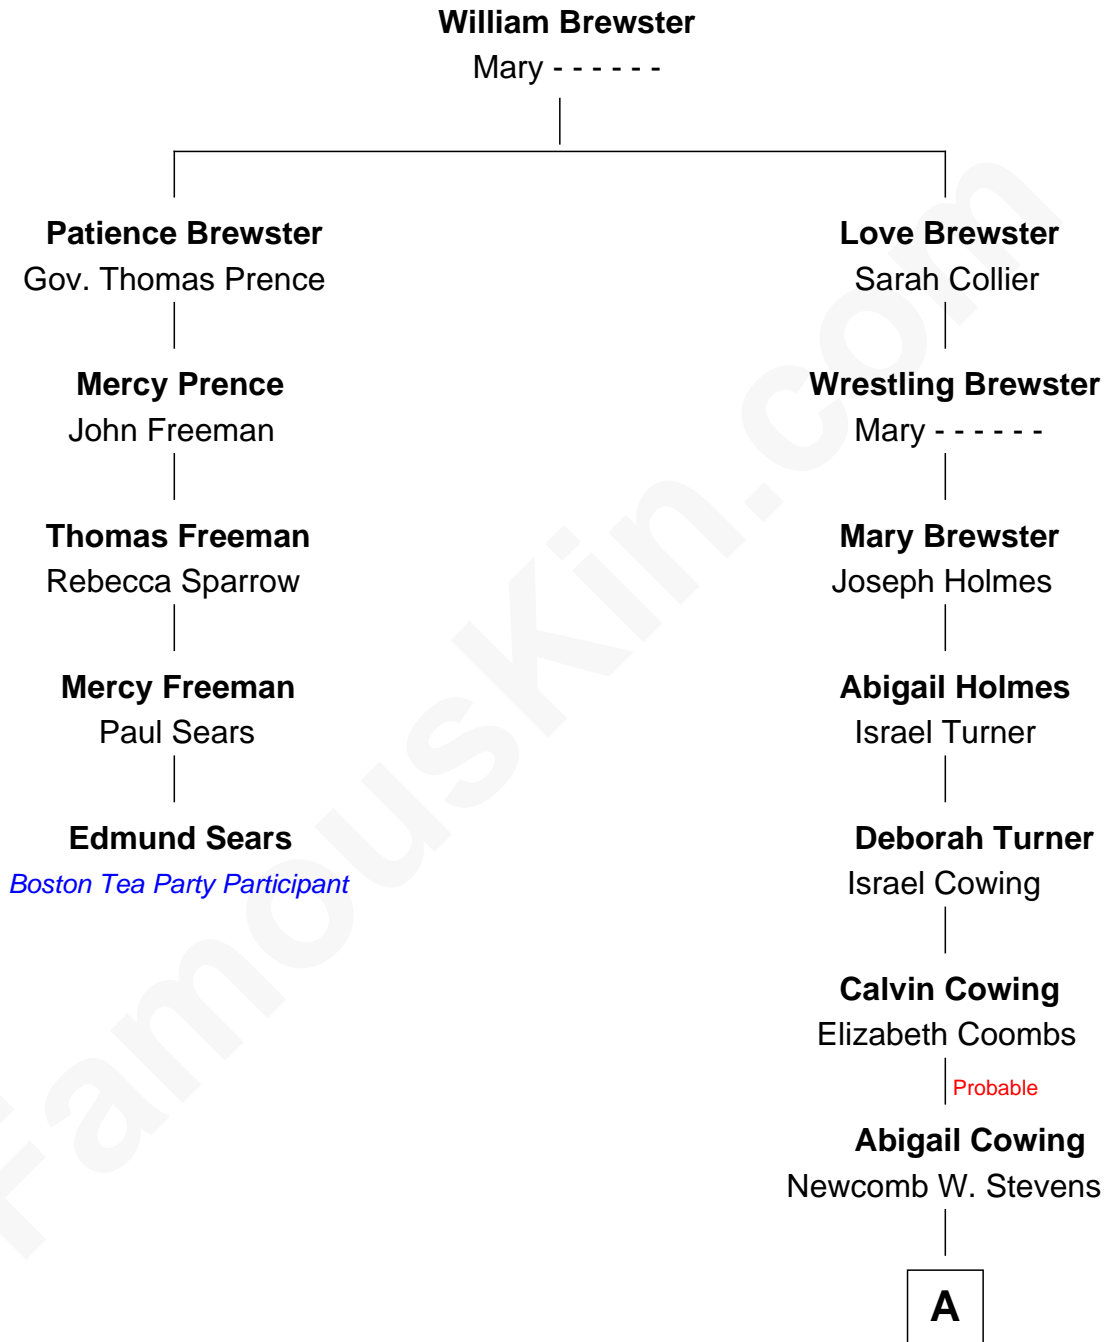 William Brewster
Mary - - - - - -
Patience Brewster
Gov. Thomas Prence
Love Brewster
Sarah Collier
Mercy Prence
John Freeman
Wrestling Brewster
Mary - - - - - -
Thomas Freeman
Rebecca Sparrow
Mary Brewster
Joseph Holmes
Mercy Freeman
Paul Sears
Abigail Holmes
Israel Turner
Edmund Sears
Boston Tea Party Participant
Deborah Turner
Israel Cowing
Calvin Cowing
Elizabeth Coombs
Probable
Abigail Cowing
Newcomb W. Stevens
A
FamousKin.com